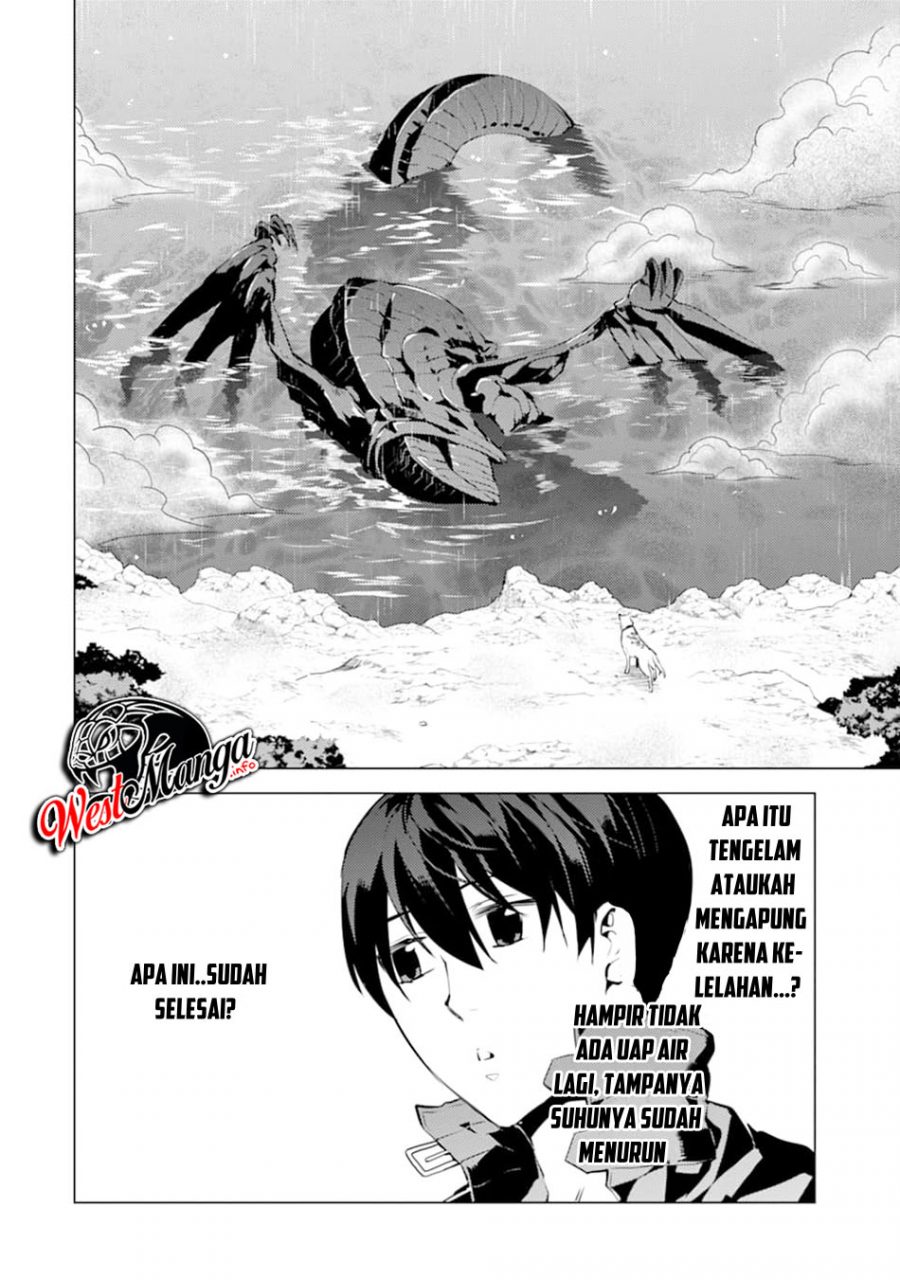 WestManga
.info
APA ITU
TENGELAM
ATAUKAH
MENGAPUNG
KARENA KE-
LELAHAN...?
HAMPIR TIDAK
ADA UAP AIR
LAGI, TAMPANYA
SUHUNYA SUDAH
MENURUN
APA INI..SUDAH
SELESAI?